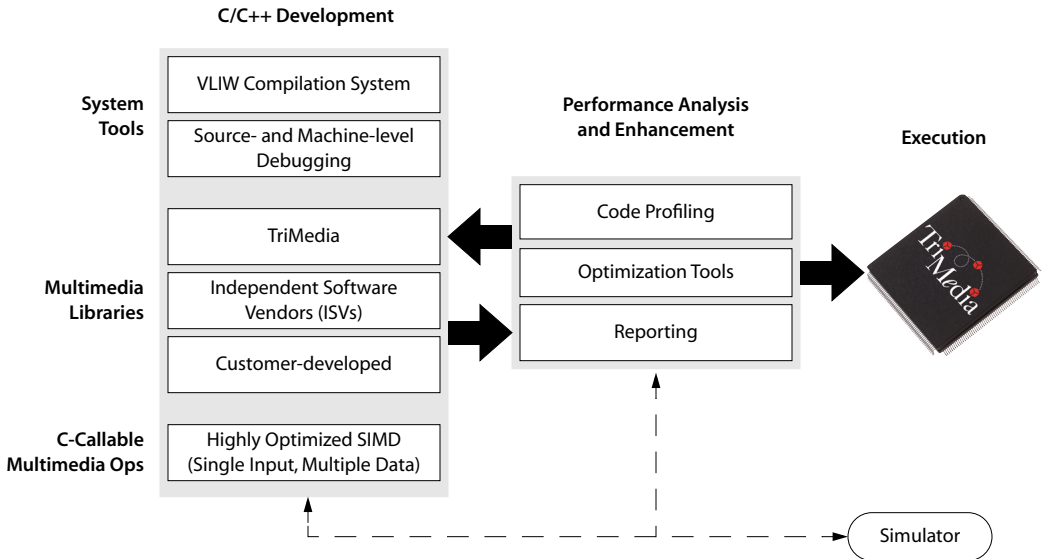 C/C++ Development
System
Tools
VLIW Compilation System
Source- and Machine-level
Debugging
Multimedia
Libraries
TriMedia
Independent Software
Vendors (ISVs)
Customer-developed
C-Callable
Multimedia Ops
Highly Optimized SIMD
(Single Input, Multiple Data)
Performance Analysis
and Enhancement
Code Profiling
Optimization Tools
Reporting
Execution
TriMedia
Simulator